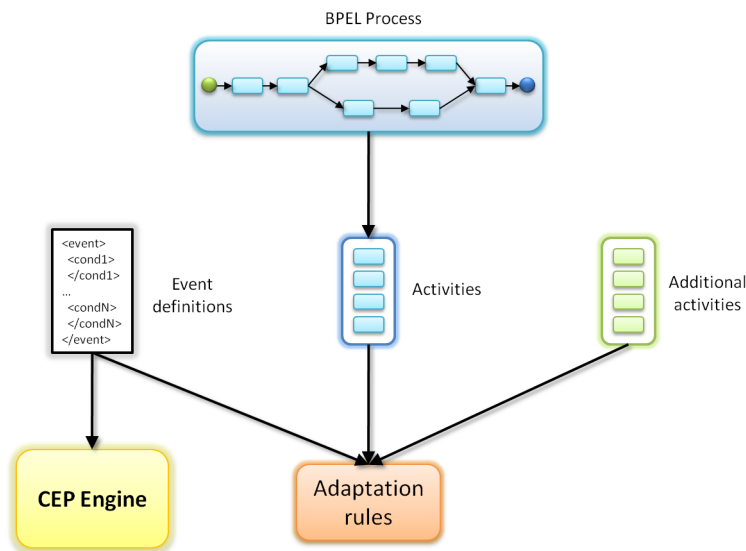 BPEL Process
<event>
<cond1>
</cond1>
...
<condN>
</condN>
</event>
Event
definitions
Activities
Additional
activities
CEP Engine
Adaptation
rules